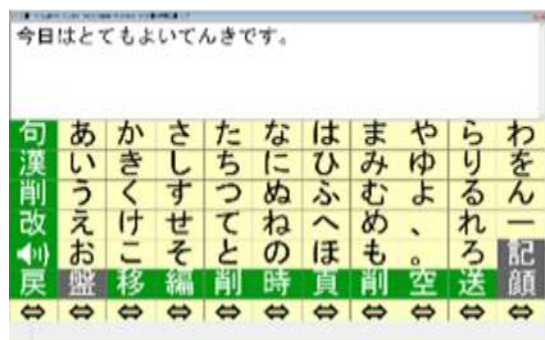 今日はとてもよいてんきです。
句 あ か さ た な は ま や ら わ
漢 い き し ち に ひ み ゆ り を
削 う く す つ ぬ ふ む よ る ん
改 え け せ て ね へ め 、 れ ー
お こ そ と の ほ も 。 ろ 記
戻 盤 移 編 削 時 頁 削 空 送 顔
⇔ ⇔ ⇔ ⇔ ⇔ ⇔ ⇔ ⇔ ⇔ ⇔ ⇔